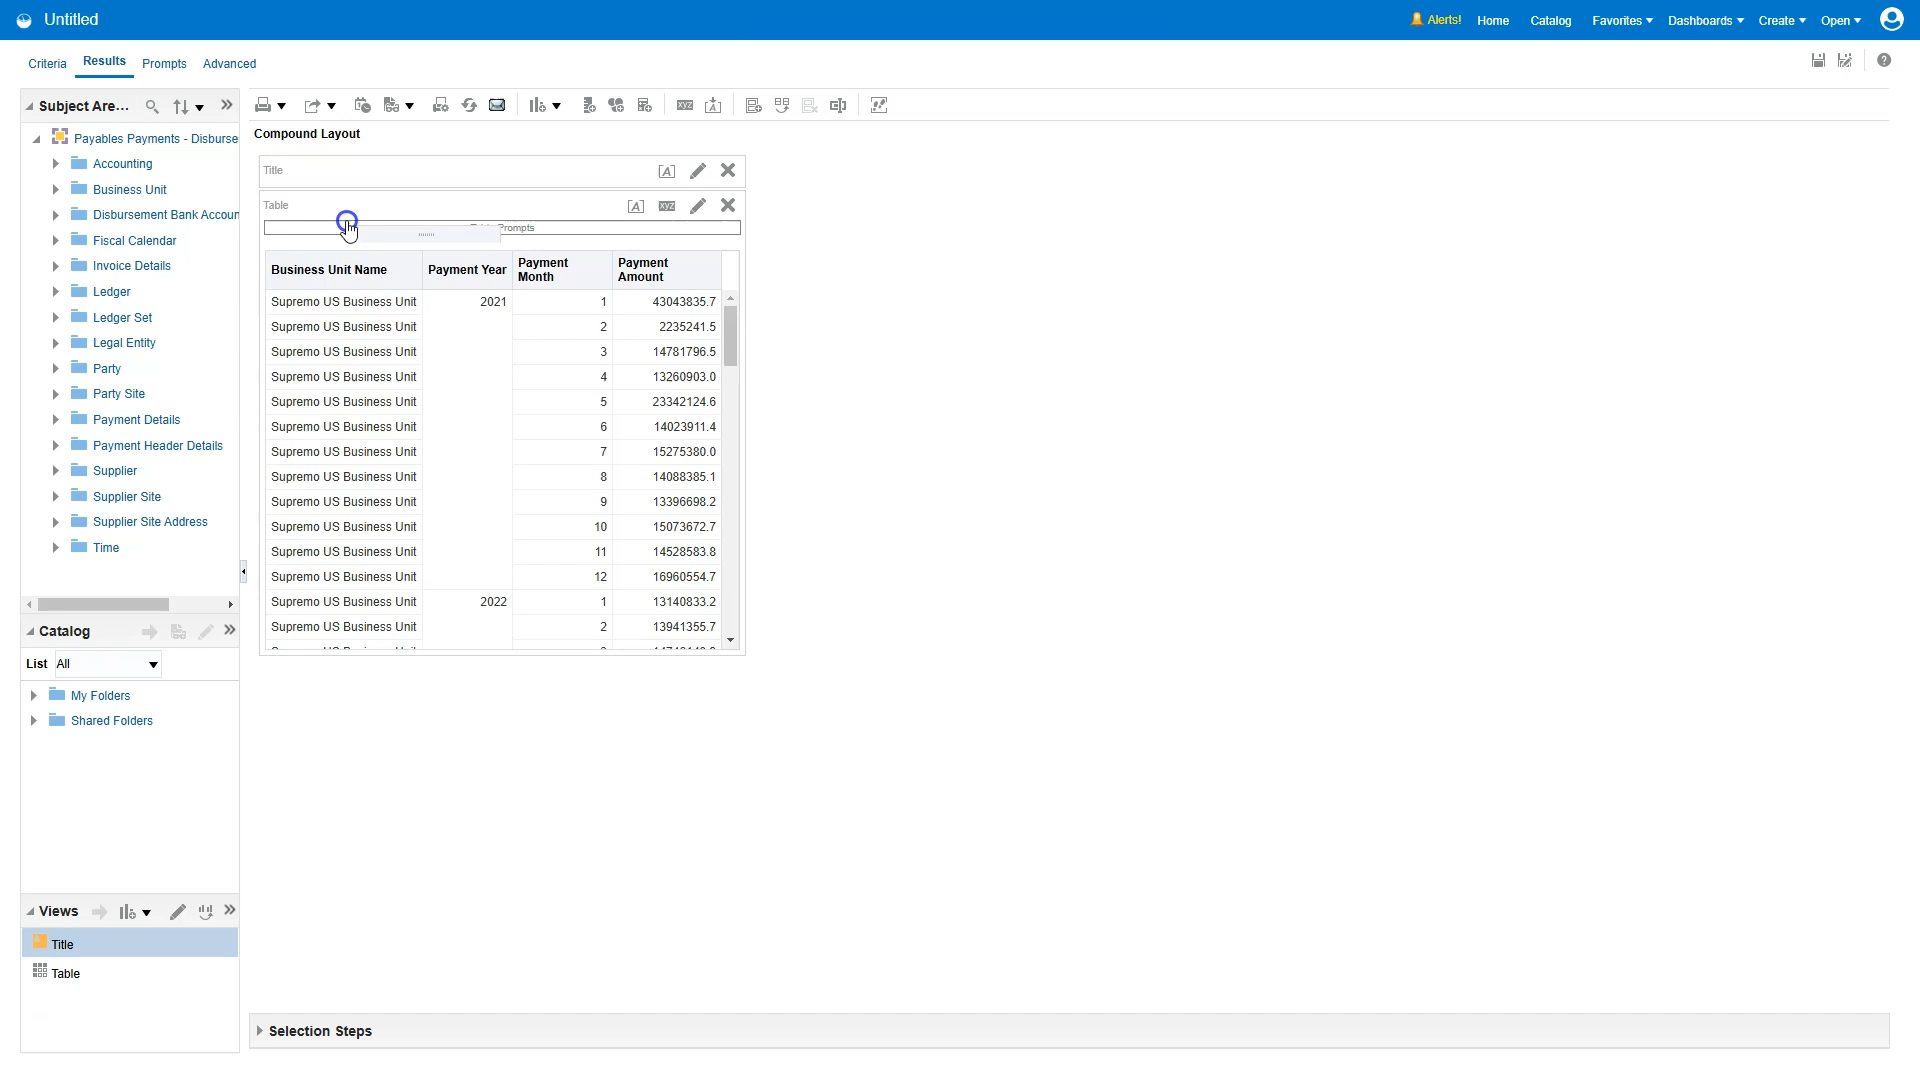 Untitled
Alerts! Home Catalog Favorites Dashboards Create Open
Criteria Results Prompts Advanced
Subject Are...
Payables Payments - Disburse
Accounting
Business Unit
Disbursement Bank Accoun
Fiscal Calendar
Invoice Details
Ledger
Ledger Set
Legal Entity
Party
Party Site
Payment Details
Payment Header Details
Supplier
Supplier Site
Supplier Site Address
Time
Catalog
List All
My Folders
Shared Folders
Views
Title
Table
Compound Layout
Title
Table
Prompts
Business Unit Name Payment Year Payment Month Payment Amount
Supremo US Business Unit 2021 1 43043835.7
Supremo US Business Unit 2 2235241.5
Supremo US Business Unit 3 14781796.5
Supremo US Business Unit 4 13260903.0
Supremo US Business Unit 5 23342124.6
Supremo US Business Unit 6 14023911.4
Supremo US Business Unit 7 15275380.0
Supremo US Business Unit 8 14088385.1
Supremo US Business Unit 9 13396698.2
Supremo US Business Unit 10 15073672.7
Supremo US Business Unit 11 14528583.8
Supremo US Business Unit 12 16960554.7
Supremo US Business Unit 2022 1 13140833.2
Supremo US Business Unit 2 13941355.7
Selection Steps